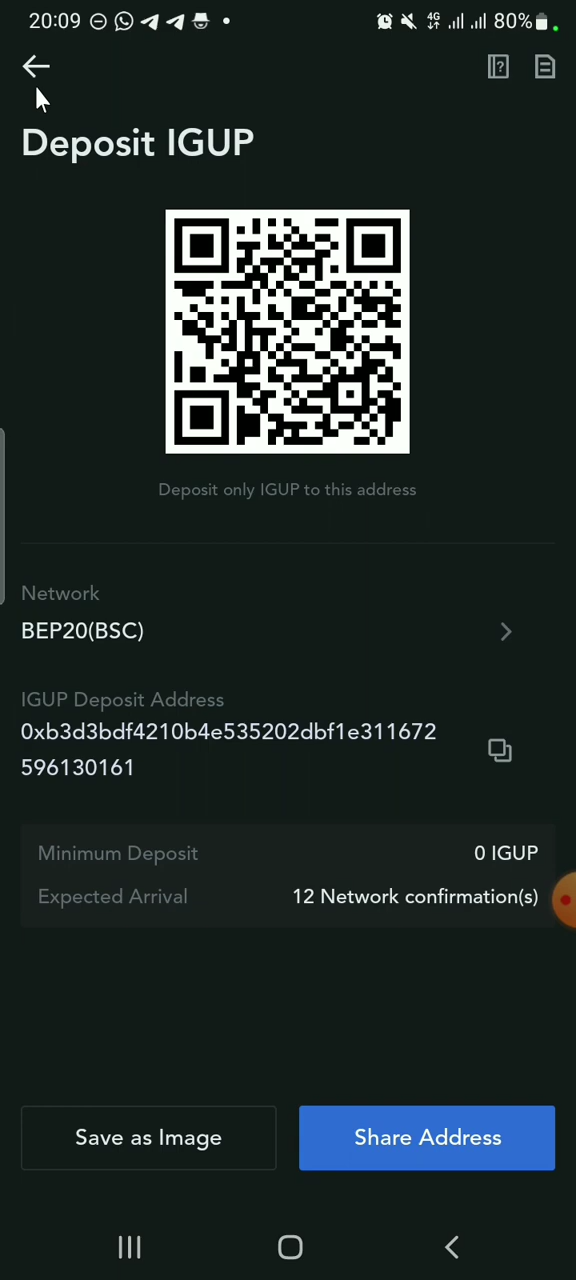 20:09 4G 80%
Deposit IGUP
Deposit only IGUP to this address
Network
BEP20(BSC)
IGUP Deposit Address
0xb3d3bdf4210b4e535202dbf1e311672
596130161
Minimum Deposit 0 IGUP
Expected Arrival 12 Network confirmation(s)
Save as Image Share Address